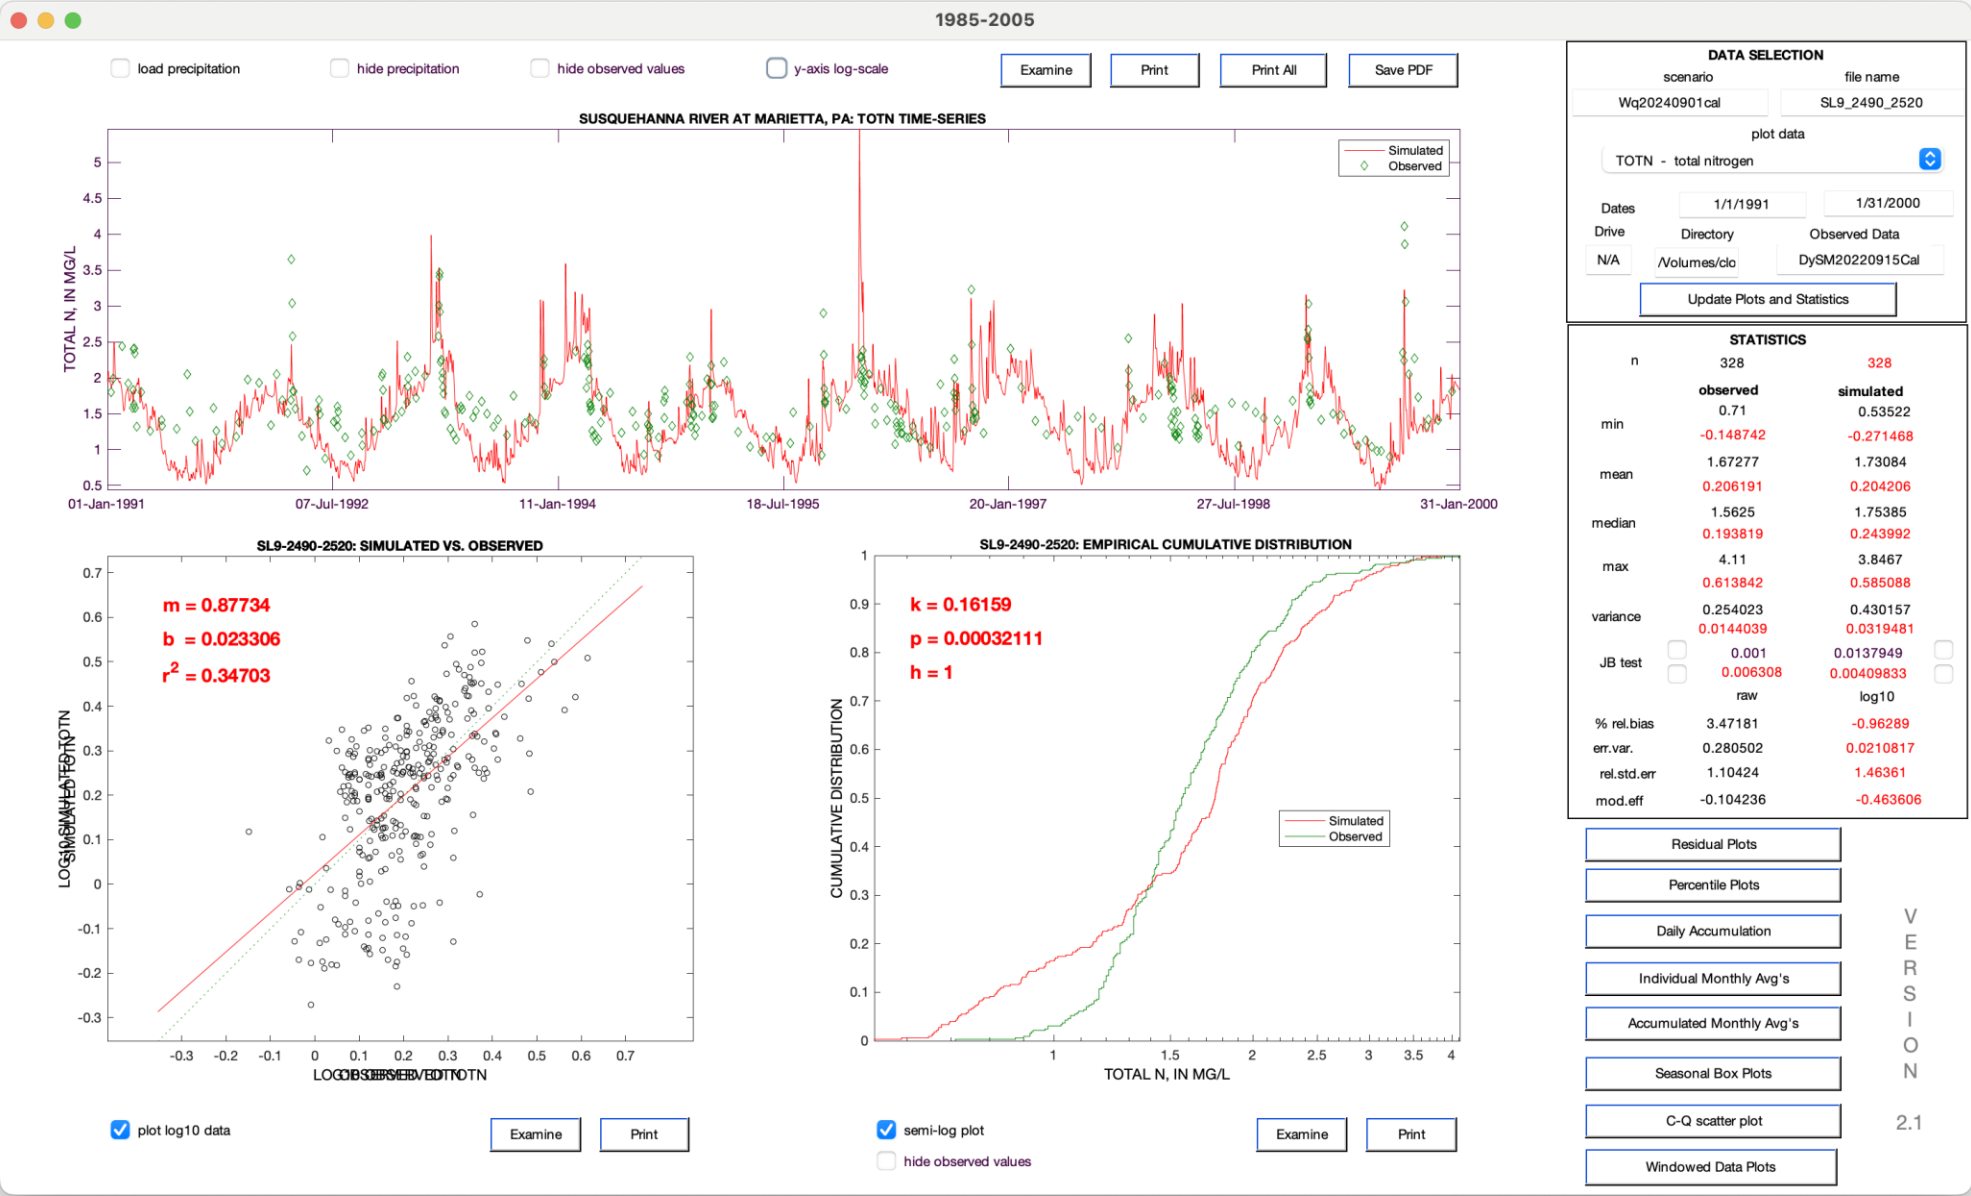 1985-2005
load precipitation
hide precipitation
hide observed values
y-axis log-scale
Examine
Print
Print All
Save PDF
SUSQUEHANNA RIVER AT MARIETTA, PA: TOTN TIME-SERIES
TOTAL N, IN MG/L
5
4.5
4
3.5
3
2.5
2
1.5
1
0.5
Simulated
Observed
01-Jan-1991
07-Jul-1992
11-Jan-1994
18-Jul-1995
20-Jan-1997
27-Jul-1998
31-Jan-2000
SL9-2490-2520: SIMULATED VS. OBSERVED
m = 0.87734
b = 0.023306
r2 = 0.34703
0.7
0.6
0.5
0.4
0.3
0.2
0.1
0
-0.1
-0.2
-0.3
-0.3 -0.2 -0.1 0 0.1 0.2 0.3 0.4 0.5 0.6 0.7
plot log10 data
Examine
Print
SL9-2490-2520: EMPIRICAL CUMULATIVE DISTRIBUTION
k = 0.16159
p = 0.00032111
h = 1
CUMULATIVE DISTRIBUTION
1
0.9
0.8
0.7
0.6
0.5
0.4
0.3
0.2
0.1
0
Simulated
Observed
1 1.5 2 2.5 3 3.5 4
TOTAL N, IN MG/L
semi-log plot
hide observed values
Examine
Print
DATA SELECTION
scenario file name
Wq20240901cal SL9_2490_2520
plot data
TOTN - total nitrogen
Dates 1/1/1991 1/31/2000
Drive Directory Observed Data
N/A /Volumes/clo DySM20220915Cal
Update Plots and Statistics
STATISTICS
n 328 328
observed simulated
min 0.71 0.53522
-0.148742 -0.271468
mean 1.67277 1.73084
0.206191 0.204206
median 1.5625 1.75385
0.193819 0.243992
max 4.11 3.8467
0.613842 0.585088
variance 0.254023 0.430157
0.0144039 0.0319481
JB test 0.001 0.0137949
0.006308 0.00409833
raw log10
% rel.bias 3.47181 -0.96289
err.var. 0.280502 0.0210817
rel.std.err 1.10424 1.46361
mod.eff -0.104236 -0.463606
Residual Plots
Percentile Plots
Daily Accumulation
Individual Monthly Avg's
Accumulated Monthly Avg's
Seasonal Box Plots
C-Q scatter plot
Windowed Data Plots
VERSION
2.1